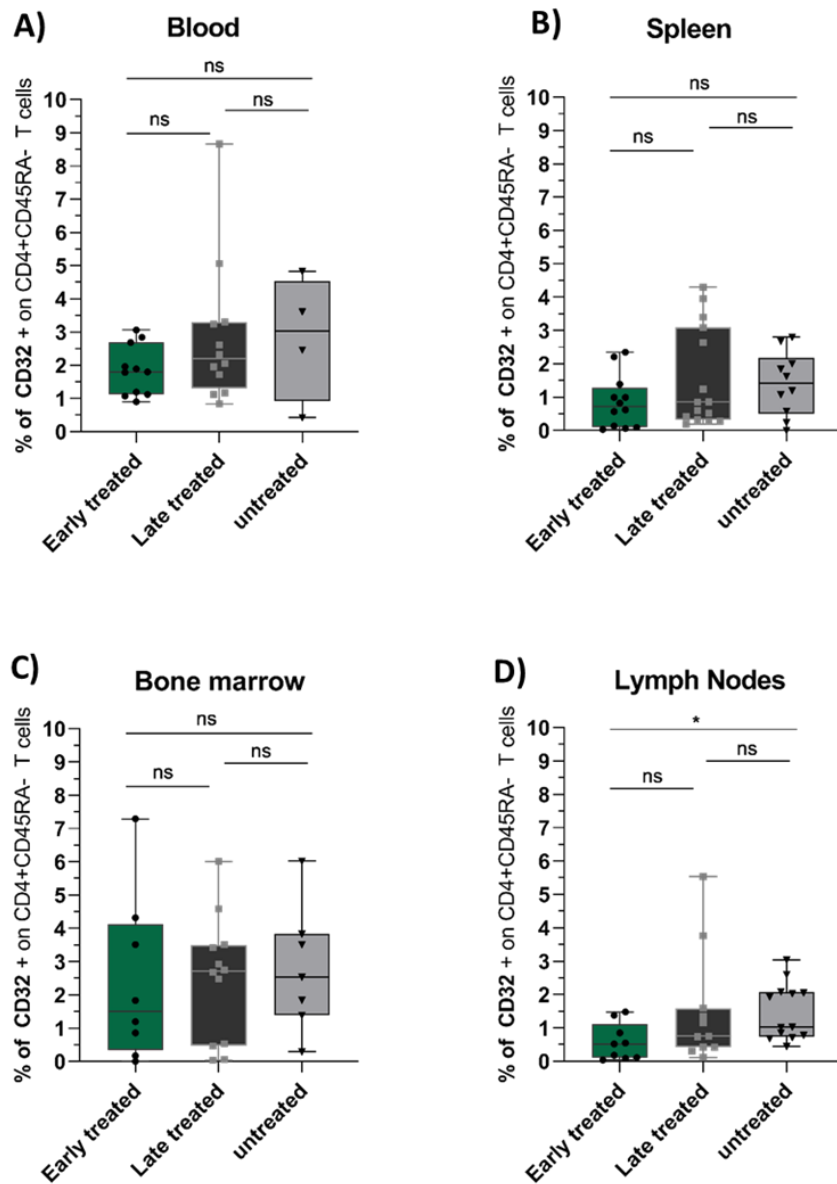 A)
Blood
ns
ns
ns
% of CD32 + on CD4+CD45RA- T cells
10
9
8
7
6
5
4
3
2
1
0
Early treated
Late treated
untreated
B)
Spleen
ns
ns
ns
% of CD32 + on CD4+CD45RA- T cells
10
9
8
7
6
5
4
3
2
1
0
Early treated
Late treated
untreated
C)
Bone marrow
ns
ns
ns
% of CD32 + on CD4+CD45RA- T cells
10
9
8
7
6
5
4
3
2
1
0
Early treated
Late treated
untreated
D)
Lymph Nodes
*
ns
ns
% of CD32 + on CD4+CD45RA- T cells
10
9
8
7
6
5
4
3
2
1
0
Early treated
Late treated
untreated